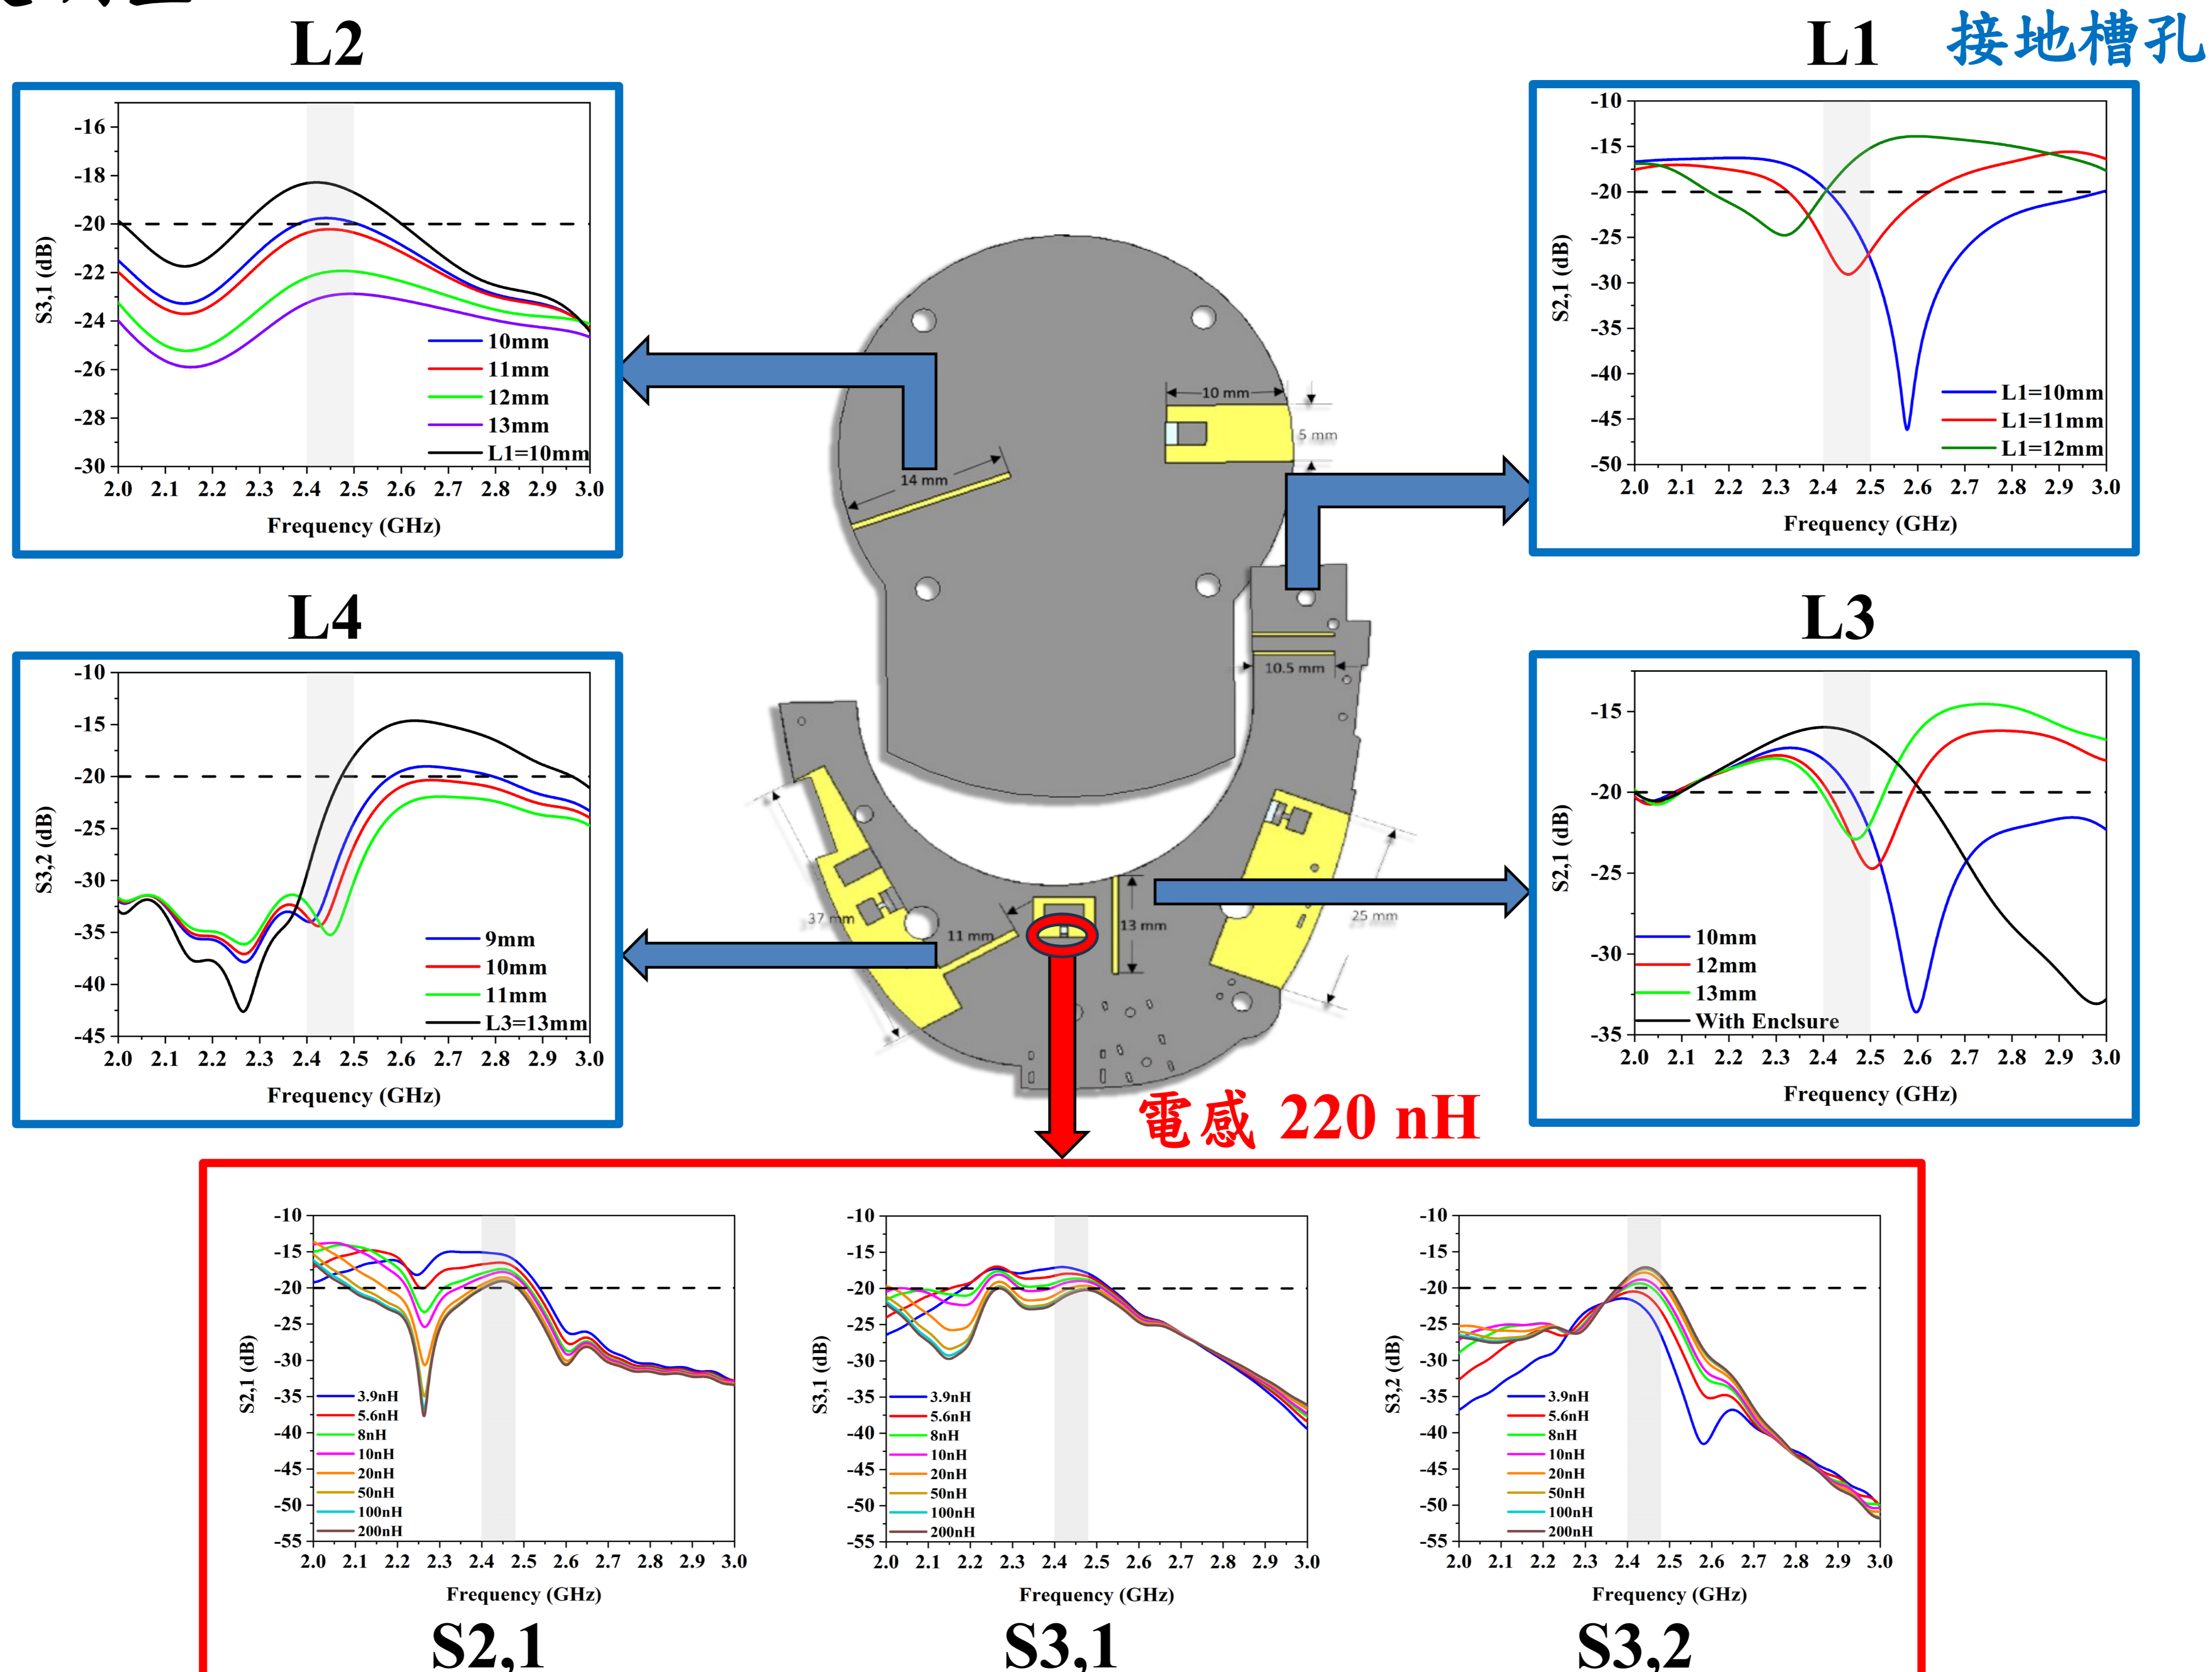 L2
L1 接地槽孔
-16
-18
-20
-22
-24
-26
-28
-30
S3,1 (dB)
10mm
11mm
12mm
13mm
L1=10mm
2.0 2.1 2.2 2.3 2.4 2.5 2.6 2.7 2.8 2.9 3.0
Frequency (GHz)
-10
-15
-20
-25
-30
-35
-40
-45
-50
S2,1 (dB)
L1=10mm
L1=11mm
L1=12mm
2.0 2.1 2.2 2.3 2.4 2.5 2.6 2.7 2.8 2.9 3.0
Frequency (GHz)
10 mm
5 mm
14 mm
10.5 mm
37 mm
11 mm
13 mm
25 mm
L4
L3
-10
-15
-20
-25
-30
-35
-40
-45
S3,2 (dB)
9mm
10mm
11mm
L3=13mm
2.0 2.1 2.2 2.3 2.4 2.5 2.6 2.7 2.8 2.9 3.0
Frequency (GHz)
-15
-20
-25
-30
-35
S2,1 (dB)
10mm
12mm
13mm
With Enclsure
2.0 2.1 2.2 2.3 2.4 2.5 2.6 2.7 2.8 2.9 3.0
Frequency (GHz)
電感 220 nH
-10
-15
-20
-25
-30
-35
-40
-45
-50
-55
S2,1 (dB)
3.9nH
5.6nH
8nH
10nH
20nH
50nH
100nH
200nH
2.0 2.1 2.2 2.3 2.4 2.5 2.6 2.7 2.8 2.9 3.0
Frequency (GHz)
S2,1
-10
-15
-20
-25
-30
-35
-40
-45
-50
-55
S3,1 (dB)
3.9nH
5.6nH
8nH
10nH
20nH
50nH
100nH
200nH
2.0 2.1 2.2 2.3 2.4 2.5 2.6 2.7 2.8 2.9 3.0
Frequency (GHz)
S3,1
-10
-15
-20
-25
-30
-35
-40
-45
-50
-55
S3,2 (dB)
3.9nH
5.6nH
8nH
10nH
20nH
50nH
100nH
200nH
2.0 2.1 2.2 2.3 2.4 2.5 2.6 2.7 2.8 2.9 3.0
Frequency (GHz)
S3,2